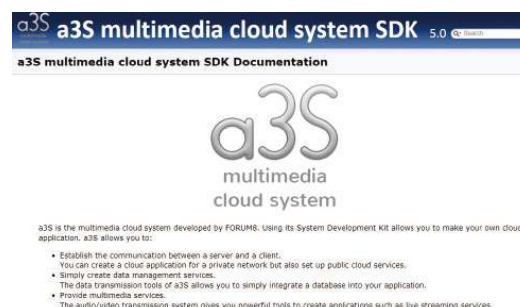 a3S a3S multimedia cloud system SDK 5.0 Search
a3S multimedia cloud system SDK Documentation
a3S
multimedia
cloud system
a3S is the multimedia cloud system developed by FORUM8. Using its System Development Kit allows you to make your own cloud
application. a3S allows you to:
• Establish the communication between a server and a client.
You can create a cloud application for a private network but also set up public cloud services.
• Simply create data management services.
The data transmission tools of a3S allows you to simply integrate a database into your application.
• Provide multimedia services.
The audio/video transmission system gives you powerful tools to create applications such as live streaming services.